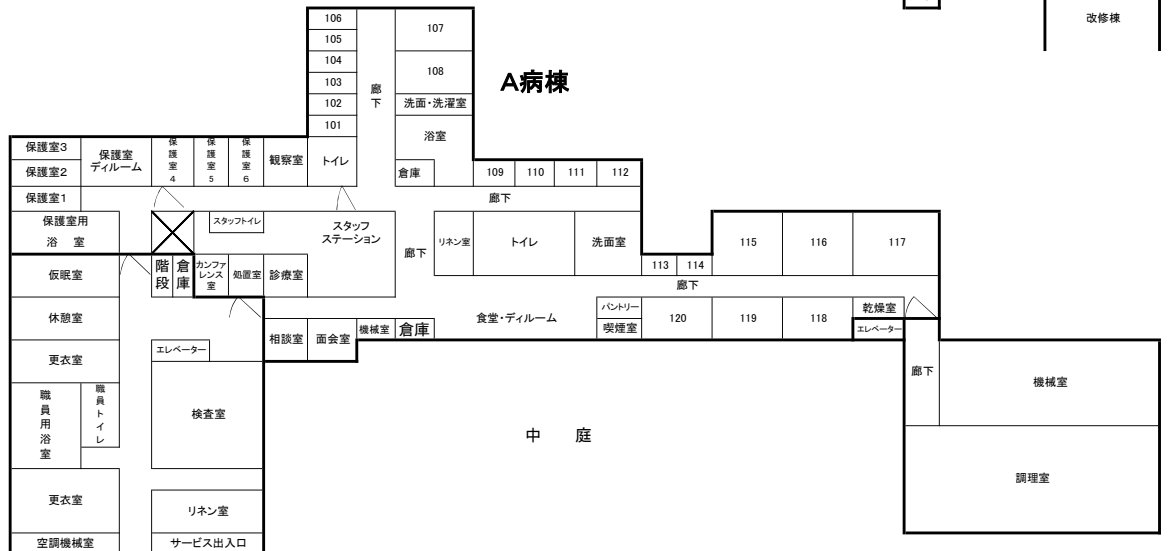 改修棟
106
105
104
103
102
101
107
108
廊
下
A病棟
洗面・洗濯室
浴室
倉庫
保護室3
保護室2
保護室1
保護室
ディルーム
保
護
室
4
保
護
室
5
保
護
室
6
観察室
トイレ
109
110
111
112
廊下
保護室用
浴 室
スタッフトイレ
スタッフ
ステーション
廊下
リネン室
トイレ
洗面室
115
116
117
113
114
廊下
仮眠室
階
段
倉
庫
カンファ
レンス
室
処置室
診療室
休憩室
相談室
面会室
機械室
倉庫
食堂・ディルーム
パントリー
喫煙室
120
119
118
乾燥室
エレベーター
更衣室
エレベーター
廊下
機械室
職
員
用
浴
室
職
員
ト
イ
レ
検査室
中 庭
調理室
更衣室
リネン室
空調機械室
サービス出入口